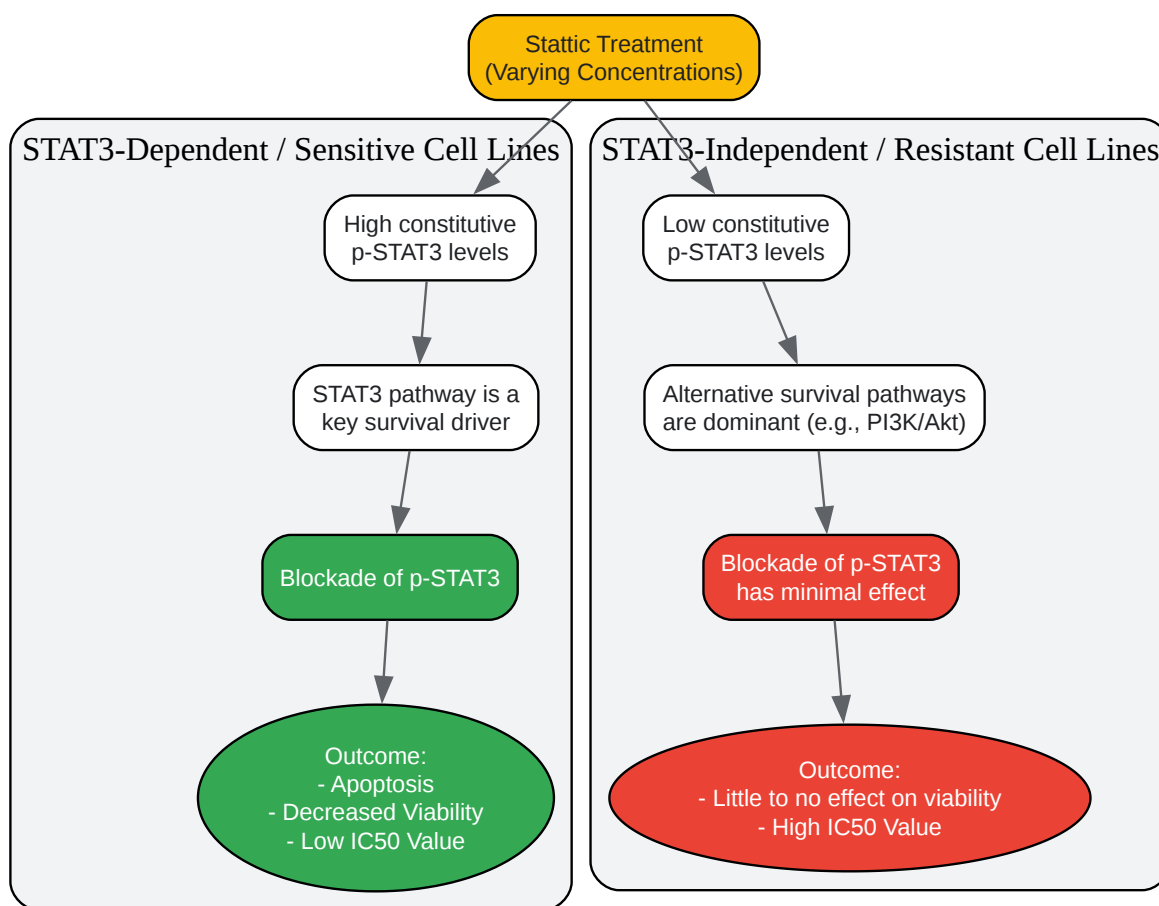 Stattic Treatment
(Varying Concentrations)
STAT3-Dependent / Sensitive Cell Lines
High constitutive
p-STAT3 levels
STAT3 pathway is a
key survival driver
Blockade of p-STAT3
Outcome:
- Apoptosis
- Decreased Viability
- Low IC50 Value
STAT3-Independent / Resistant Cell Lines
Low constitutive
p-STAT3 levels
Alternative survival pathways
are dominant (e.g., PI3K/Akt)
Blockade of p-STAT3
has minimal effect
Outcome:
- Little to no effect on viability
- High IC50 Value